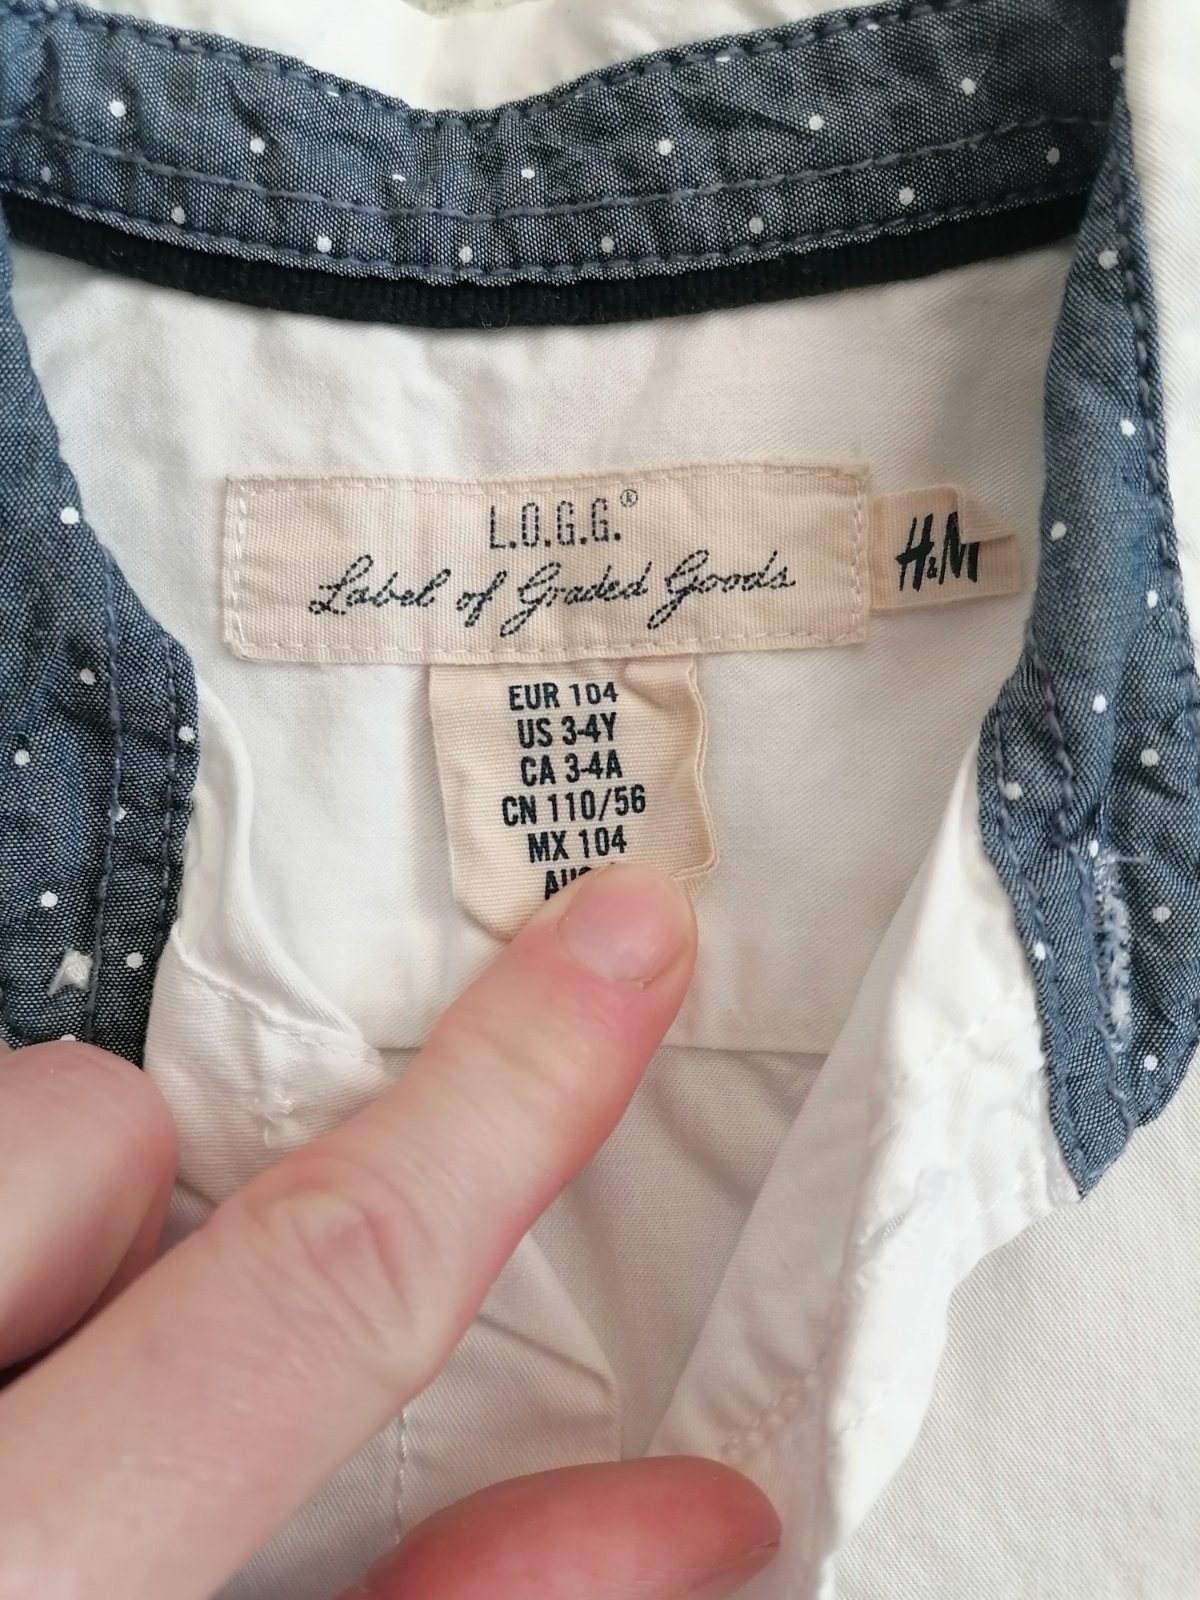 L.O.G.G.®
Label of Graded Goods
H&M
EUR 104
US 3-4Y
CA 3-4A
CN 110/56
MX 104